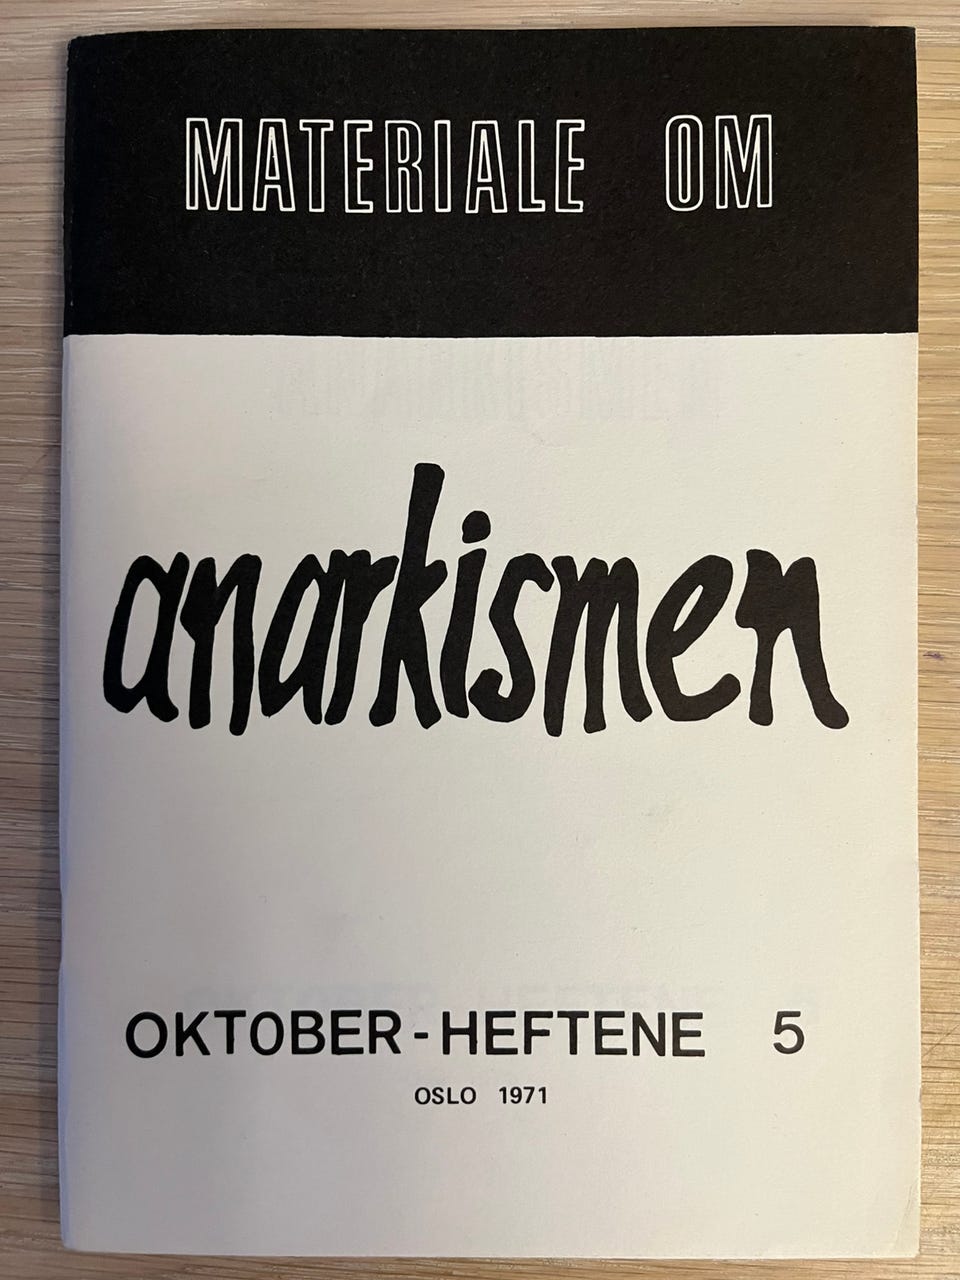 MATERIALE OM
anarkismen
OKTOBER-HEFTENE 5
OSLO 1971